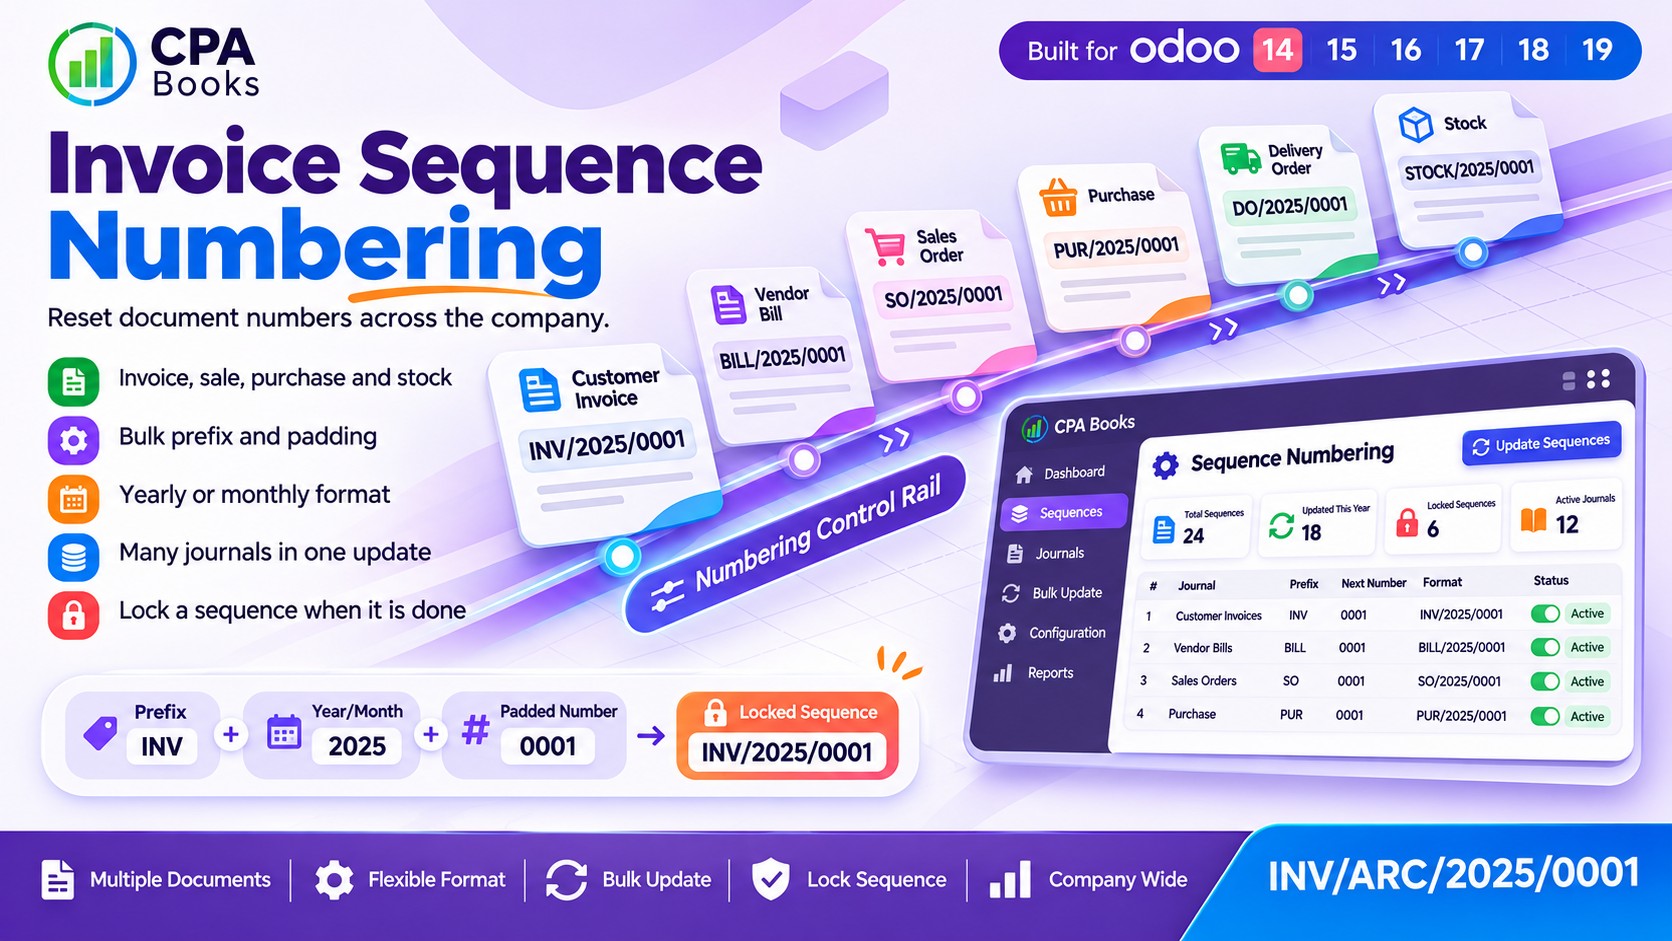 CPA
Books
Built for odoo 14 15 16 17 18 19
Invoice Sequence
Numbering
Reset document numbers across the company.
Invoice, sale, purchase and stock
Bulk prefix and padding
Yearly or monthly format
Many journals in one update
Lock a sequence when it is done
Customer
Invoice
INV/2025/0001
Vendor
Bill
BILL/2025/0001
Sales
Order
SO/2025/0001
Purchase
PUR/2025/0001
Delivery
Order
DO/2025/0001
Stock
STOCK/2025/0001
Numbering Control Rail
CPA Books
Dashboard
Sequences
Journals
Bulk Update
Configuration
Reports
Sequence Numbering
Update Sequences
Total Sequences
24
Updated This Year
18
Locked Sequences
6
Active Journals
12
# Journal Prefix Next Number Format Status
1 Customer Invoices INV 0001 INV/2025/0001 Active
2 Vendor Bills BILL 0001 BILL/2025/0001 Active
3 Sales Orders SO 0001 SO/2025/0001 Active
4 Purchase PUR 0001 PUR/2025/0001 Active
Prefix
INV
+
Year/Month
2025
+
# Padded Number
0001
Locked Sequence
INV/2025/0001
Multiple Documents
Flexible Format
Bulk Update
Lock Sequence
Company Wide
INV/ARC/2025/0001